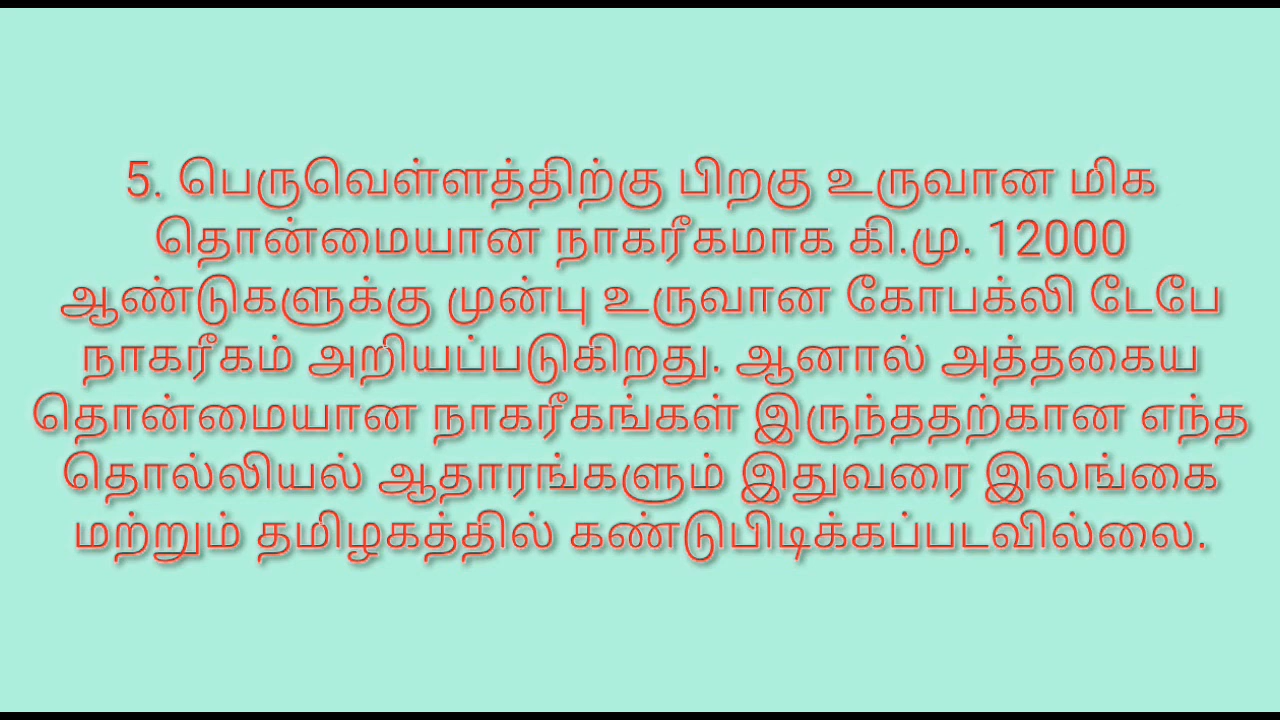 5. பெருவெள்ளத்திற்கு பிறகு உருவான மிக
தொன்மையான நாகரீகமாக கி.மு. 12000
ஆண்டுகளுக்கு முன்பு உருவான கோபக்லி டேபே
நாகரீகம் அறியப்படுகிறது. ஆனால் அத்தகைய
தொன்மையான நாகரீகங்கள் இருந்ததற்கான எந்த
தொல்லியல் ஆதாரங்களும் இதுவரை இலங்கை
மற்றும் தமிழகத்தில் கண்டுபிடிக்கப்படவில்லை.